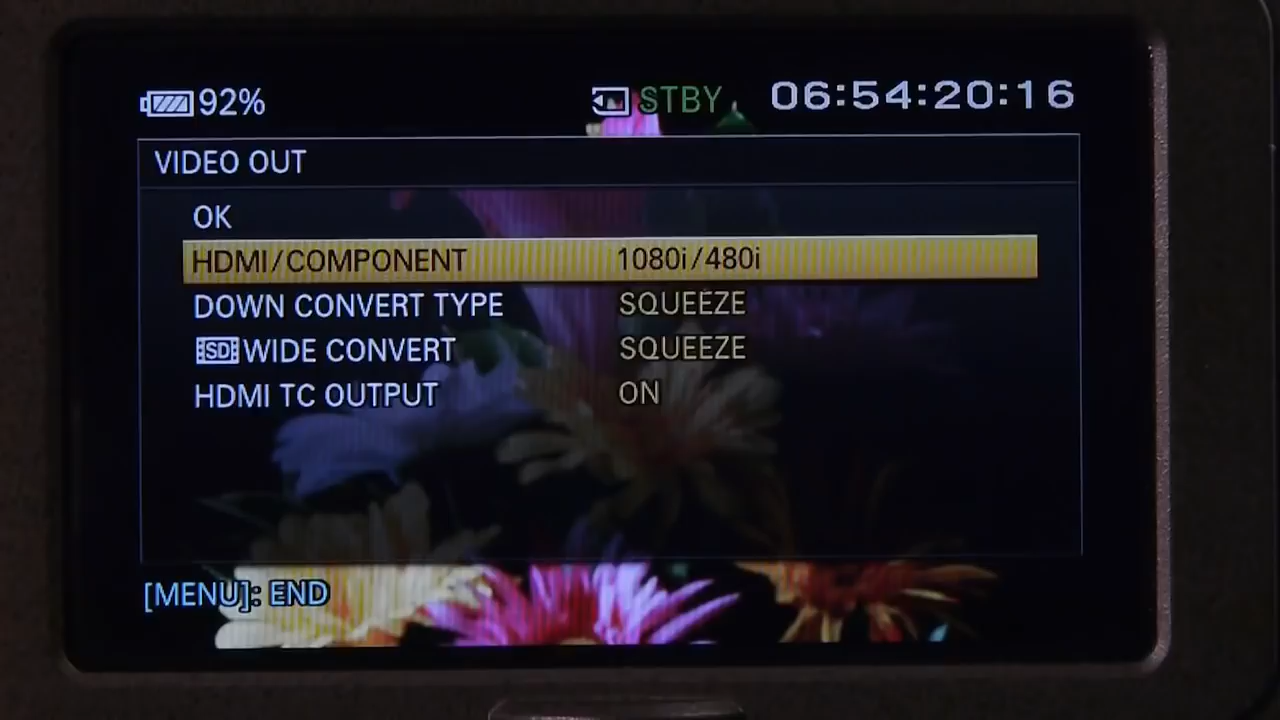 92% STBY 06:54:20:16
VIDEO OUT
OK
HDMI/COMPONENT 1080i/480i
DOWN CONVERT TYPE SQUEEZE
SD WIDE CONVERT SQUEEZE
HDMI TC OUTPUT ON
[MENU]: END